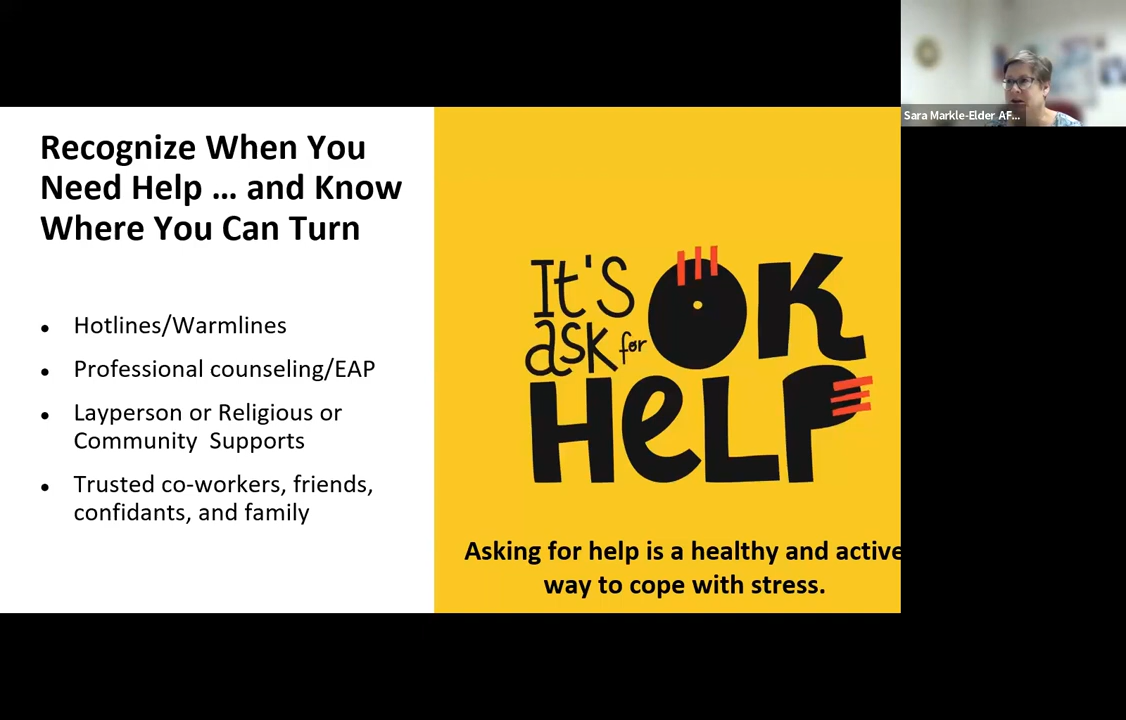 Recognize When You
Need Help … and Know
Where You Can Turn
• Hotlines/Warmlines
• Professional counseling/EAP
• Layperson or Religious or
Community  Supports
• Trusted co-workers, friends,
confidants, and family
It's OK
ask for
HeLP
Asking for help is a healthy and active
way to cope with stress.
Sara Markle-Elder AF...